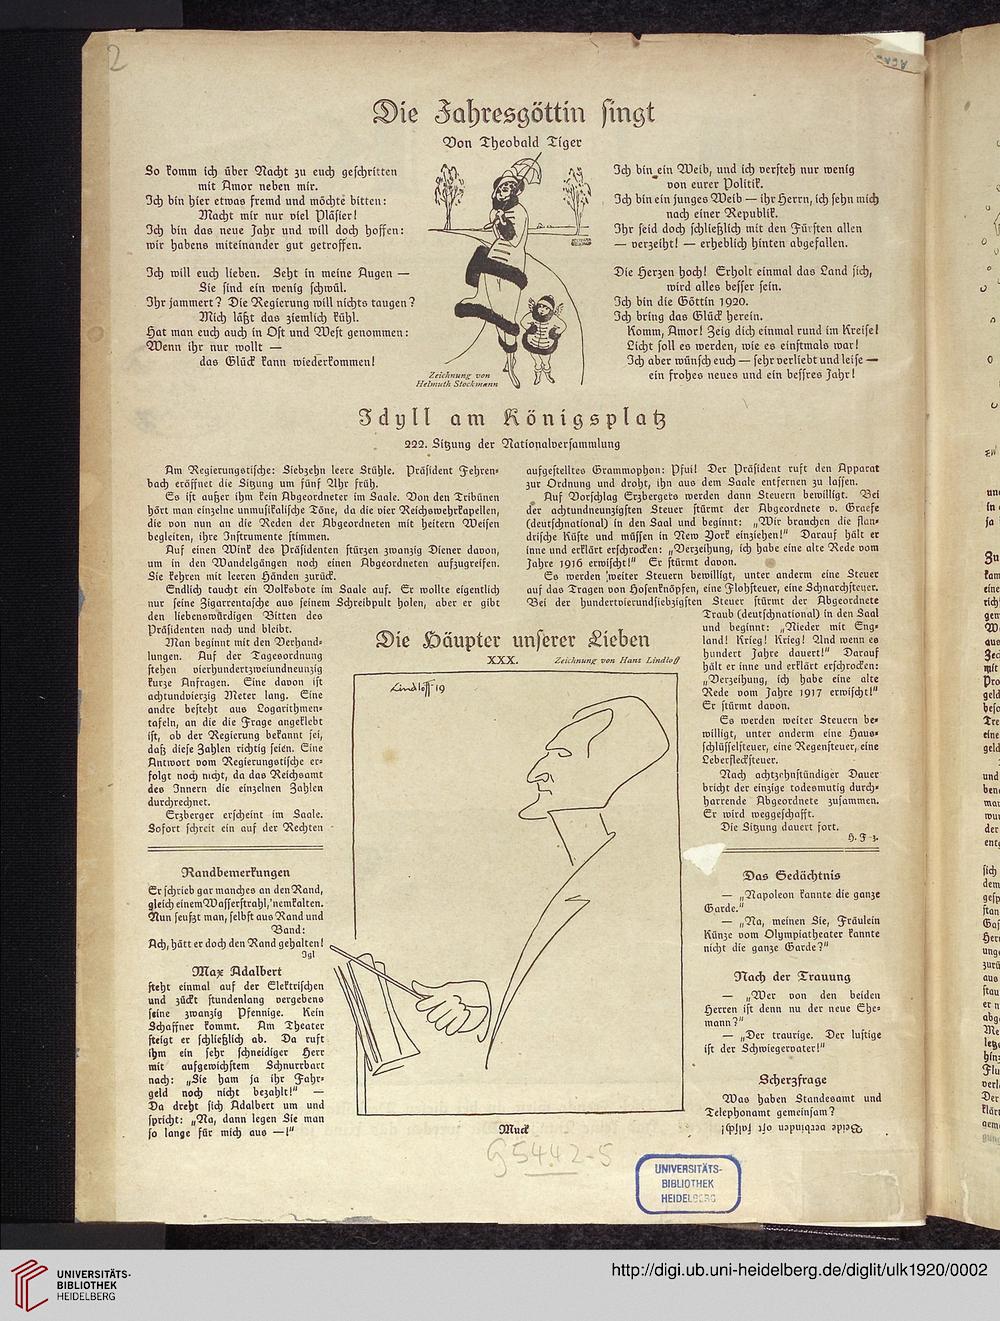 2
Die Jahresgöttin singt
Von Theobald Tiger
So komm ich über Nacht zu euch geschritten
mit Amor neben mir.
Ich bin hier etwas fremd und möchte bitten:
Macht mir nur viel Pläsier!
Ich bin das neue Jahr und will doch hoffen:
wir habens miteinander gut getroffen.
Ich will euch lieben. Seht in meine Augen —
Sie sind ein wenig schwül.
Ihr jammert? Die Regierung will nichts taugen?
Mich läßt das ziemlich kühl.
Hat man euch auch in Ost und West genommen:
Wenn ihr nur wollt —
das Glück kann wiederkommen!
Zeichnung von
Helmuth Stockmann
Ich bin ein Weib, und ich versteh nur wenig
von eurer Politik.
Ich bin ein junges Weib — ihr Herrn, ich sehn mich
nach einer Republik.
Ihr seid doch schließlich mit den Fürsten allen
— verzeiht! — erheblich hinten abgefallen.
Die Herzen hoch! Erholt einmal das Land sich,
wird alles besser sein.
Ich bin die Göttin 1920.
Ich bring das Glück herein.
Komm, Amor! Zeig dich einmal rund im Kreise!
Licht soll es werden, wie es einstmals war!
Ich aber wünsch euch — sehr verliebt und leise —
ein frohes neues und ein beßres Jahr!
Idyll am Königsplatz
222. Sitzung der Nationalversammlung
Am Regierungstische: Siebzehn leere Stühle. Präsident Fehren-
bach eröffnet die Sitzung um fünf Uhr früh.
Es ist außer ihm kein Abgeordneter im Saale. Von den Tribünen
hört man einzelne unmusikalische Töne, da die vier Reichswehrkapellen,
die von nun an die Reden der Abgeordneten mit heitern Weisen
begleiten, ihre Instrumente stimmen.
Auf einen Wink des Präsidenten stürzen zwanzig Diener davon,
um in den Wandelgängen noch einen Abgeordneten aufzugreifen.
Sie kehren mit leeren Händen zurück.
Endlich taucht ein Volksbote im Saale auf. Er wollte eigentlich
nur seine Zigarrentasche aus seinem Schreibpult holen, aber er gibt
den liebenswürdigen Bitten des
Präsidenten nach und bleibt.
Man beginnt mit den Verhand-
lungen. Auf der Tagesordnung
stehen vierhundertzweiundneunzig
kurze Anfragen. Eine davon ist
achtundvierzig Meter lang. Eine
andre besteht aus Logarithmen-
tafeln, an die die Frage angeklebt
ist, ob der Regierung bekannt sei,
daß diese Zahlen richtig seien. Eine
Antwort vom Regierungstische er-
folgt noch nicht, da das Reichsamt
des Innern die einzelnen Zahlen
durchrechnet.
Erzberger erscheint im Saale.
Sofort schreit ein auf der Rechten
aufgestelltes Grammophon: Pfui! Der Präsident ruft den Apparat
zur Ordnung und droht, ihn aus dem Saale entfernen zu lassen.
Auf Vorschlag Erzbergers werden dann Steuern bewilligt. Bei
der achtundneunzigsten Steuer stürmt der Abgeordnete v. Graefe
(deutschnational) in den Saal und beginnt: „Wir brauchen die flan-
drische Küste und müssen in New York einziehen!“ Darauf hält er
inne und erklärt erschrocken: „Verzeihung, ich habe eine alte Rede vom
Jahre 1916 erwischt!“ Er stürmt davon.
Es werden weiter Steuern bewilligt, unter anderm eine Steuer
auf das Tragen von Hosenknöpfen, eine Flohsteuer, eine Schnarchsteuer.
Bei der hundertvierundsiebzigsten Steuer stürmt der Abgeordnete
Traub (deutschnational) in den Saal
und beginnt: „Nieder mit Eng-
land! Krieg! Krieg! Und wenn es
hundert Jahre dauert!“ Darauf
hält er inne und erklärt erschrocken:
„Verzeihung, ich habe eine alte
Rede vom Jahre 1917 erwischt!“
Er stürmt davon.
Es werden weiter Steuern be-
willigt, unter anderm eine Haus-
schlüsselsteuer, eine Regensteuer, eine
Leberflecksteuer.
Nach achtzehnstündiger Dauer
bricht der einzige todesmutig durch-
harrende Abgeordnete zusammen.
Er wird weggeschafft.
Die Sitzung dauert fort.
H. F-z.
Die Häupter unserer Lieben
XXX.
Zeichnung von Hans Lindloff
Lindloff 19
Muck
Randbemerkungen
Er schrieb gar manches an den Rand,
gleich einem Wasserstrahl, 'nem kalten.
Nun seufzt man, selbst aus Rand und
Band:
Ach, hätt er doch den Rand gehalten!
Igl
Max Adalbert
steht einmal auf der Elektrischen
und zückt stundenlang vergebens
seine zwanzig Pfennige. Kein
Schaffner kommt. Am Theater
steigt er schließlich ab. Da ruft
ihm ein sehr schneidiger Herr
mit aufgewichstem Schnurrbart
nach: „Sie ham ja ihr Fahr-
geld noch nicht bezahlt!“ —
Da dreht sich Adalbert um und
spricht: „Na, dann legen Sie man
so lange für mich aus —!“
Das Gedächtnis
— „Napoleon kannte die ganze
Garde.“
— „Na, meinen Sie, Fräulein
Künze vom Olympiatheater kannte
nicht die ganze Garde?“
Nach der Trauung
— „Wer von den beiden
Herren ist denn nu der neue Ehe-
mann?“
— „Der traurige. Der lustige
ist der Schwiegervater!“
Scherzfrage
Was haben Standesamt und
Telephonamt gemeinsam?
Beide verbinden oft falsch!
G 5442-5
UNIVERSITÄTS-
BIBLIOTHEK
HEIDELBERG
UNIVERSITÄTS-
BIBLIOTHEK
HEIDELBERG
http://digi.ub.uni-heidelberg.de/diglit/ulk1920/0002